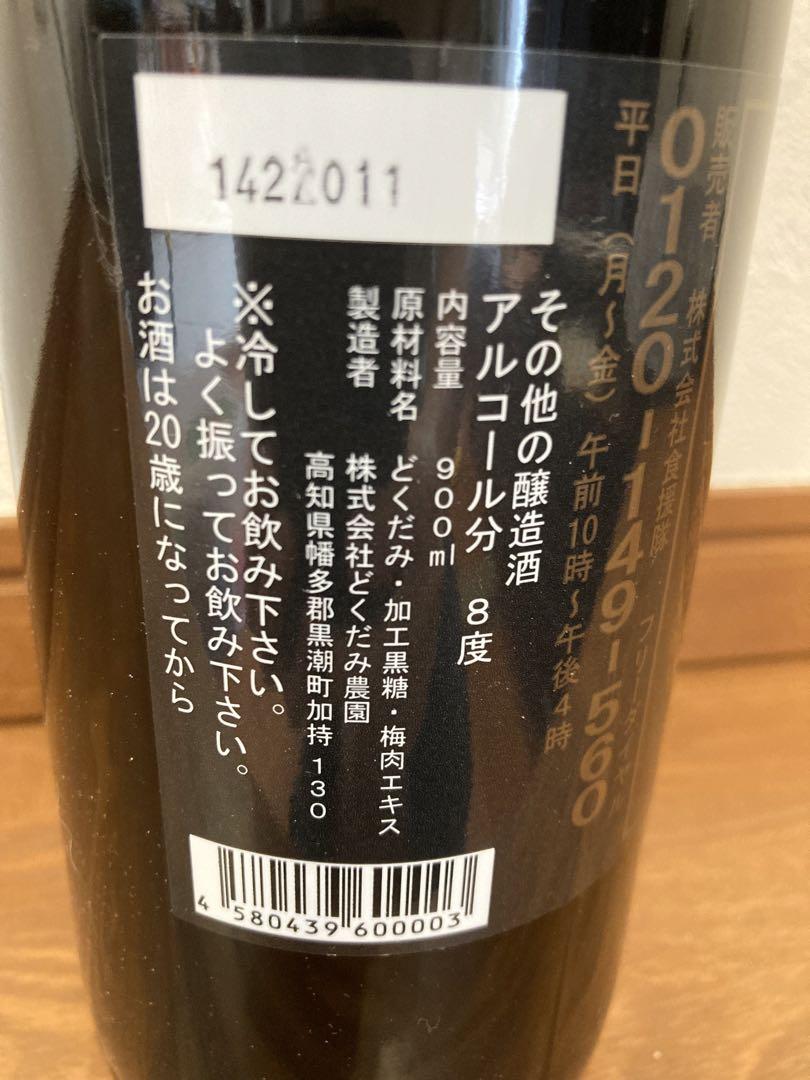 販売者 株式会社食援隊 フリーダイヤル
0120-149-560
平日(月~金)午前10時~午後4時
その他の醸造酒
アルコール分 8度
内容量 900ml
原材料名 どくだみ・加工黒糖・梅肉エキス
製造者 株式会社どくだみ農園
高知県幡多郡黒潮町加持130
※冷してお飲み下さい。
よく振ってお飲み下さい。
お酒は20歳になってから
4 580439 600003